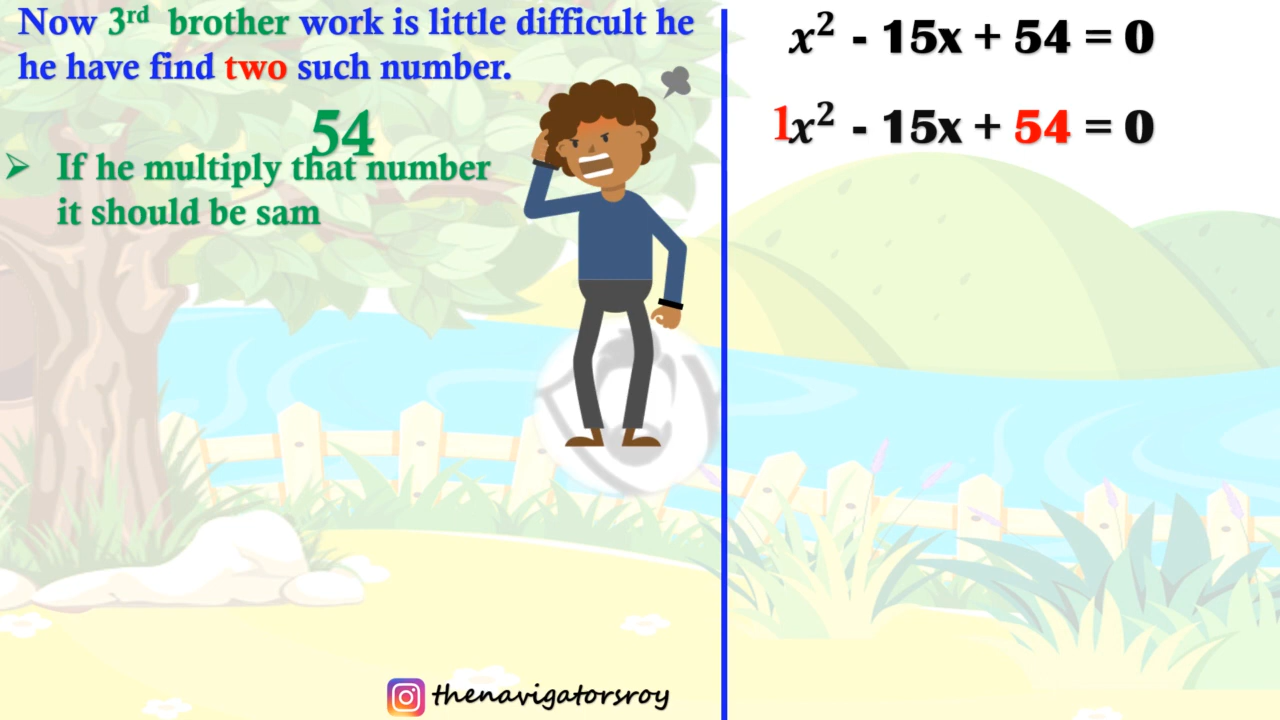 Now 3rd brother work is little difficult he
he have find two such number.
54
➢ If he multiply that number
it should be sam
x² - 15x + 54 = 0
1x² - 15x + 54 = 0
thenavigatorsroy